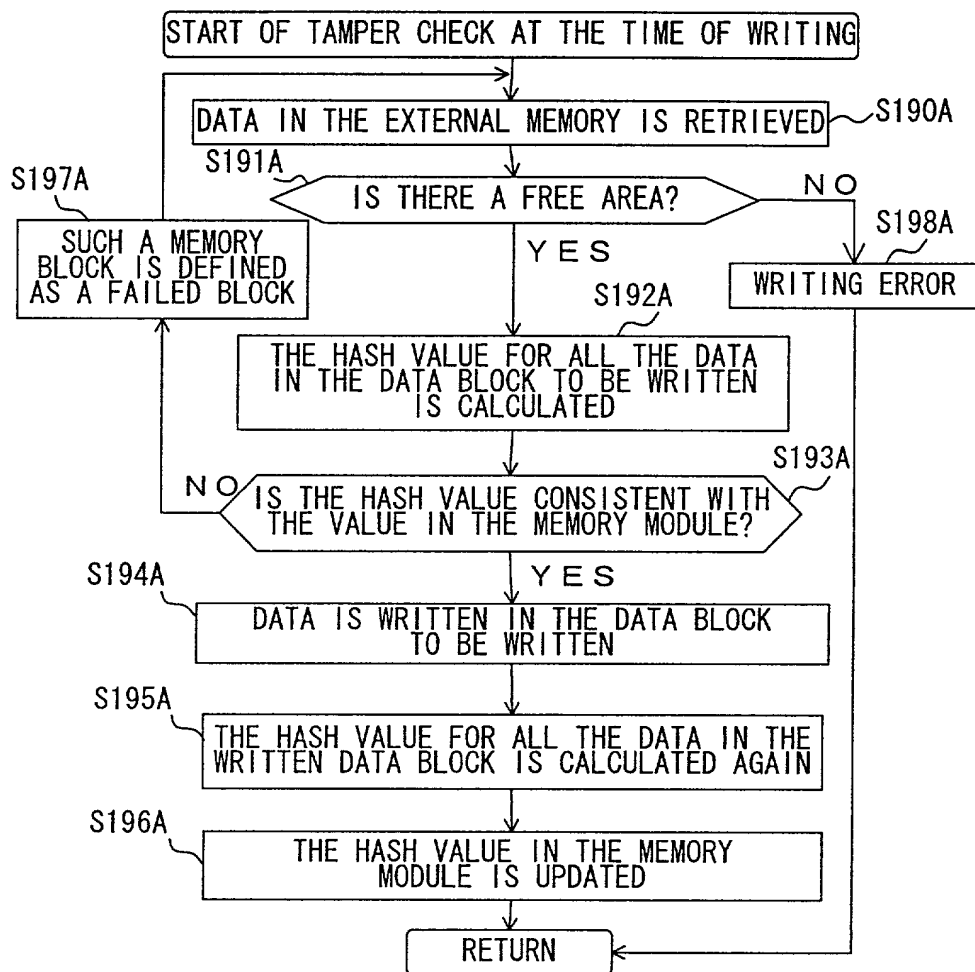 START OF TAMPER CHECK AT THE TIME OF WRITING
DATA IN THE EXTERNAL MEMORY IS RETRIEVED
S190A
S191A
IS THERE A FREE AREA?
NO
S197A
SUCH A MEMORY
BLOCK IS DEFINED
AS A FAILED BLOCK
YES
S198A
WRITING ERROR
S192A
THE HASH VALUE FOR ALL THE DATA
IN THE DATA BLOCK TO BE WRITTEN
IS CALCULATED
S193A
NO
IS THE HASH VALUE CONSISTENT WITH
THE VALUE IN THE MEMORY MODULE?
YES
S194A
DATA IS WRITTEN IN THE DATA BLOCK
TO BE WRITTEN
S195A
THE HASH VALUE FOR ALL THE DATA IN THE
WRITTEN DATA BLOCK IS CALCULATED AGAIN
S196A
THE HASH VALUE IN THE MEMORY
MODULE IS UPDATED
RETURN